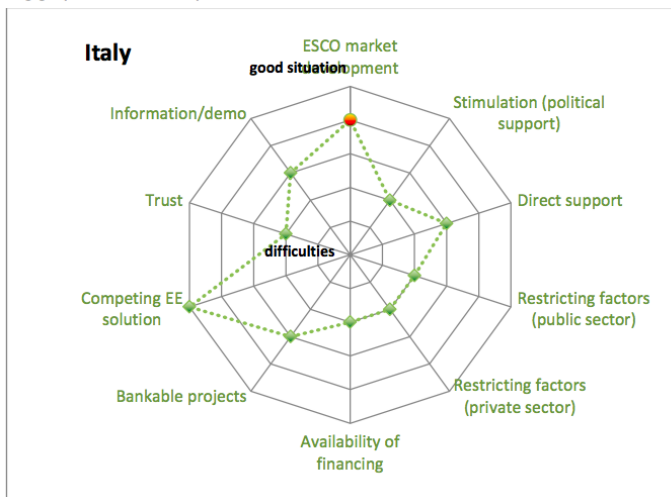 Italy
ESCO market
development
good situation
Information/demo
Stimulation (political
support)
Trust
Direct support
difficulties
Competing EE
solution
Restricting factors
(public sector)
Bankable projects
Restricting factors
(private sector)
Availability of
financing